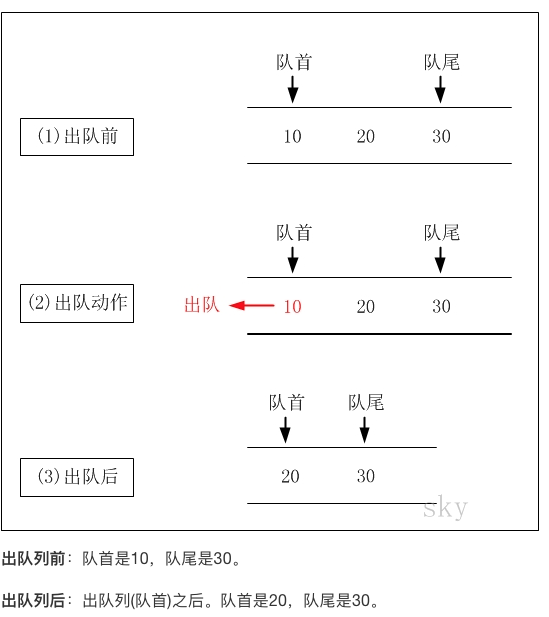 队首 队尾
(1)出队前 10 20 30
队首 队尾
(2)出队动作 出队 10 20 30
队首 队尾
(3)出队后 20 30
sky
出队列前：队首是10，队尾是30。
出队列后：出队列(队首)之后。队首是20，队尾是30。